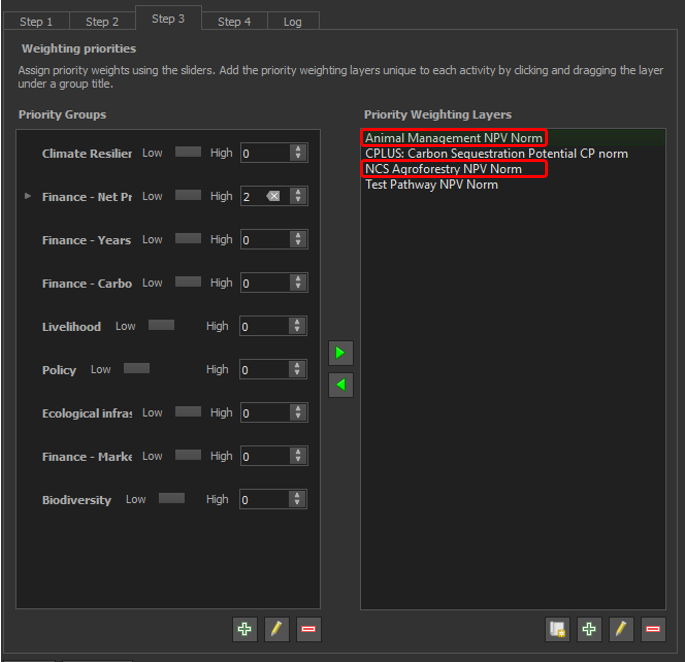 Step 1 Step 2 Step 3 Step 4 Log
Weighting priorities
Assign priority weights using the sliders. Add the priority weighting layers unique to each activity by clicking and dragging the layer
under a group title.
Priority Groups
Climate Resilier Low High 0
Finance - Net Pr Low High 2
Finance - Years Low High 0
Finance - Carbo Low High 0
Livelihood Low High 0
Policy Low High 0
Ecological infras Low High 0
Finance - Marke Low High 0
Biodiversity Low High 0
Priority Weighting Layers
Animal Management NPV Norm
CPLUS: Carbon Sequestration Potential CP norm
NCS Agroforestry NPV Norm
Test Pathway NPV Norm